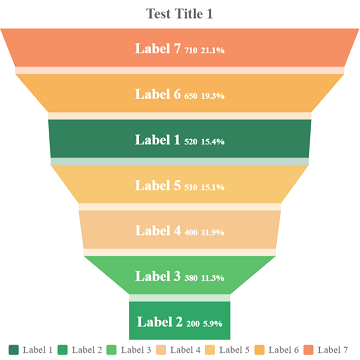 Test Title 1
Label 7 710 21.1%
Label 6 650 19.3%
Label 1 520 15.4%
Label 5 510 15.1%
Label 4 400 11.9%
Label 3 380 11.3%
Label 2 200 5.9%
Label 1 Label 2 Label 3 Label 4 Label 5 Label 6 Label 7